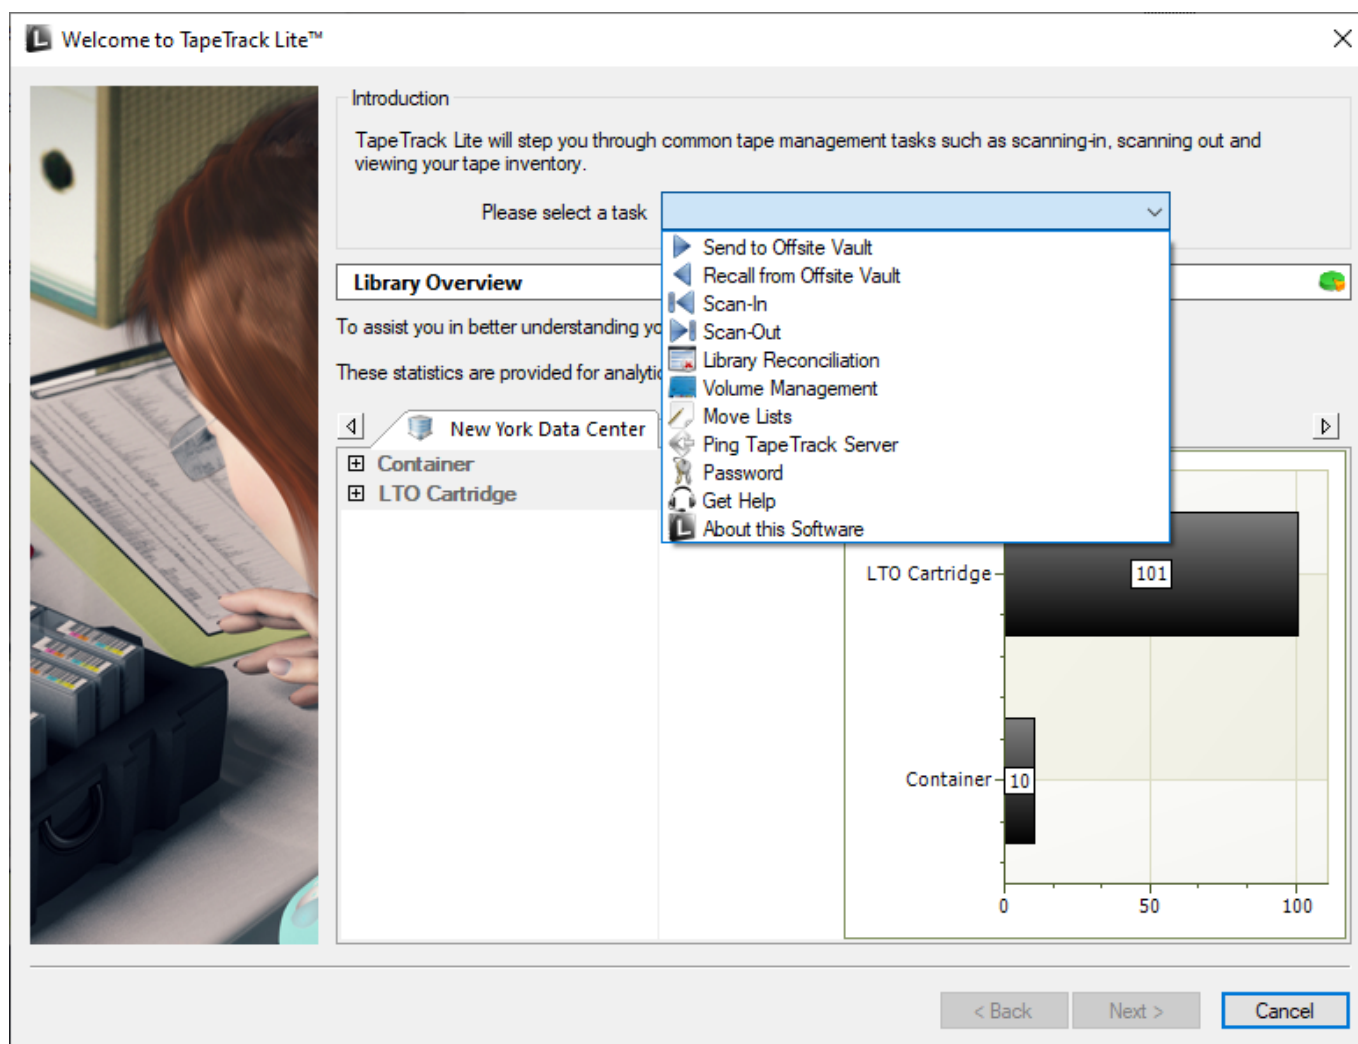 Welcome to TapeTrack Lite™
Introduction
TapeTrack Lite will step you through common tape management tasks such as scanning-in, scanning out and
viewing your tape inventory.
Please select a task
Send to Offsite Vault
Recall from Offsite Vault
Scan-In
Scan-Out
Library Reconciliation
Volume Management
Move Lists
Ping TapeTrack Server
Password
Get Help
About this Software
Library Overview
To assist you in better understanding
These statistics are provided for
New York Data Center
Container
LTO Cartridge
LTO Cartridge
101
Container
10
0 50 100
< Back Next > Cancel